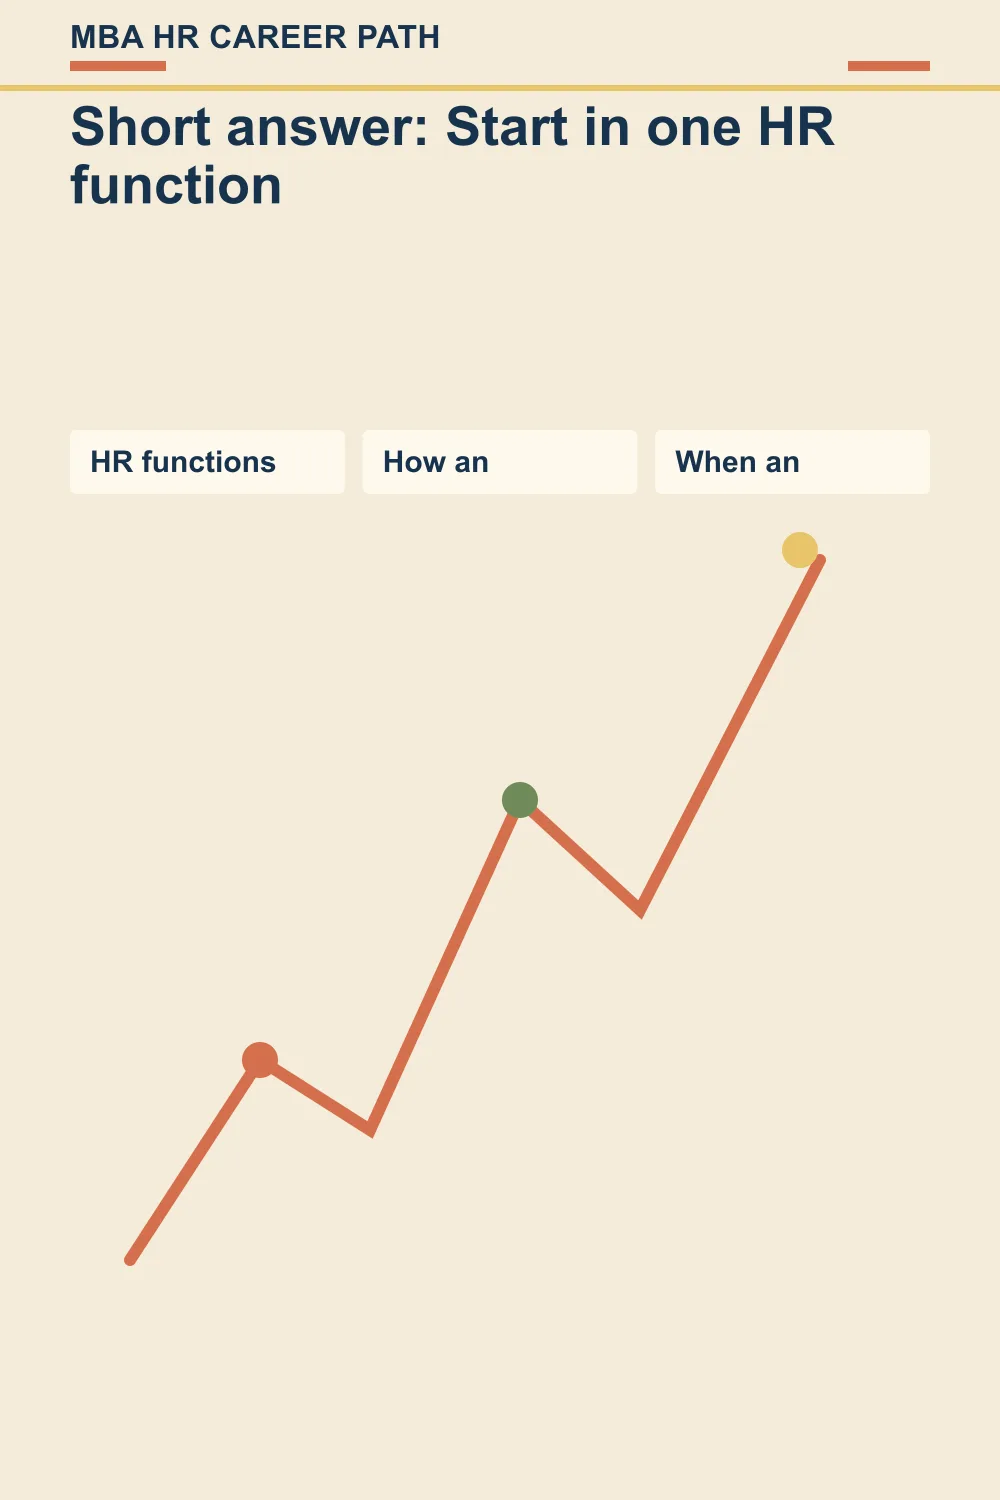 MBA HR CAREER PATH
Short answer: Start in one HR
function
HR functions
How an
When an